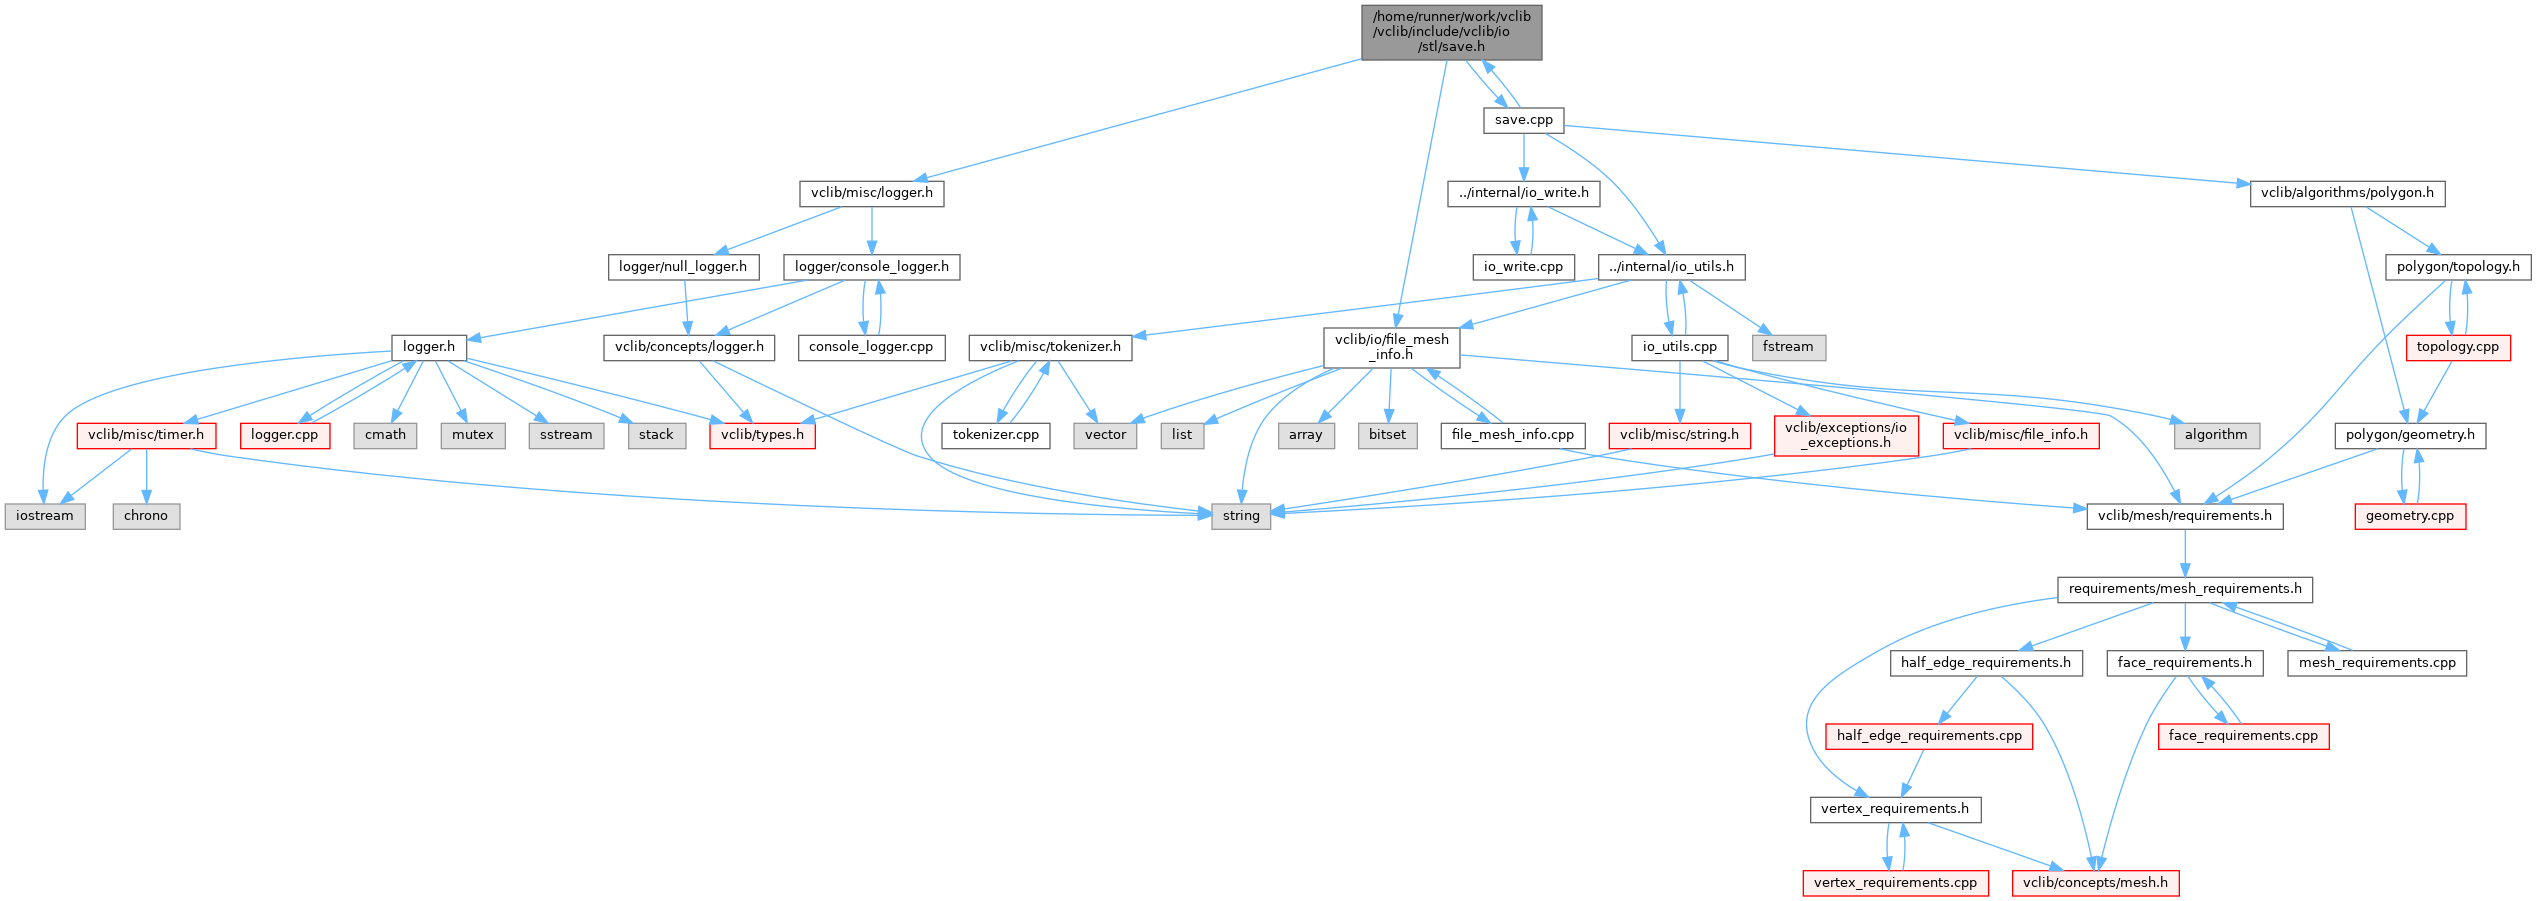 /home/runner/work/vclib
/vclib/include/vclib/io
/stl/save.h
save.cpp
vclib/misc/logger.h
../internal/io_write.h
vclib/algorithms/polygon.h
logger/null_logger.h
logger/console_logger.h
io_write.cpp
../internal/io_utils.h
polygon/topology.h
logger.h
vclib/concepts/logger.h
console_logger.cpp
vclib/misc/tokenizer.h
vclib/io/file_mesh
_info.h
io_utils.cpp
fstream
topology.cpp
vclib/misc/timer.h
logger.cpp
cmath
mutex
sstream
stack
vclib/types.h
tokenizer.cpp
vector
list
array
bitset
file_mesh_info.cpp
vclib/misc/string.h
vclib/exceptions/io
_exceptions.h
vclib/misc/file_info.h
algorithm
polygon/geometry.h
iostream
chrono
string
vclib/mesh/requirements.h
geometry.cpp
requirements/mesh_requirements.h
half_edge_requirements.h
face_requirements.h
mesh_requirements.cpp
half_edge_requirements.cpp
face_requirements.cpp
vertex_requirements.h
vertex_requirements.cpp
vclib/concepts/mesh.h